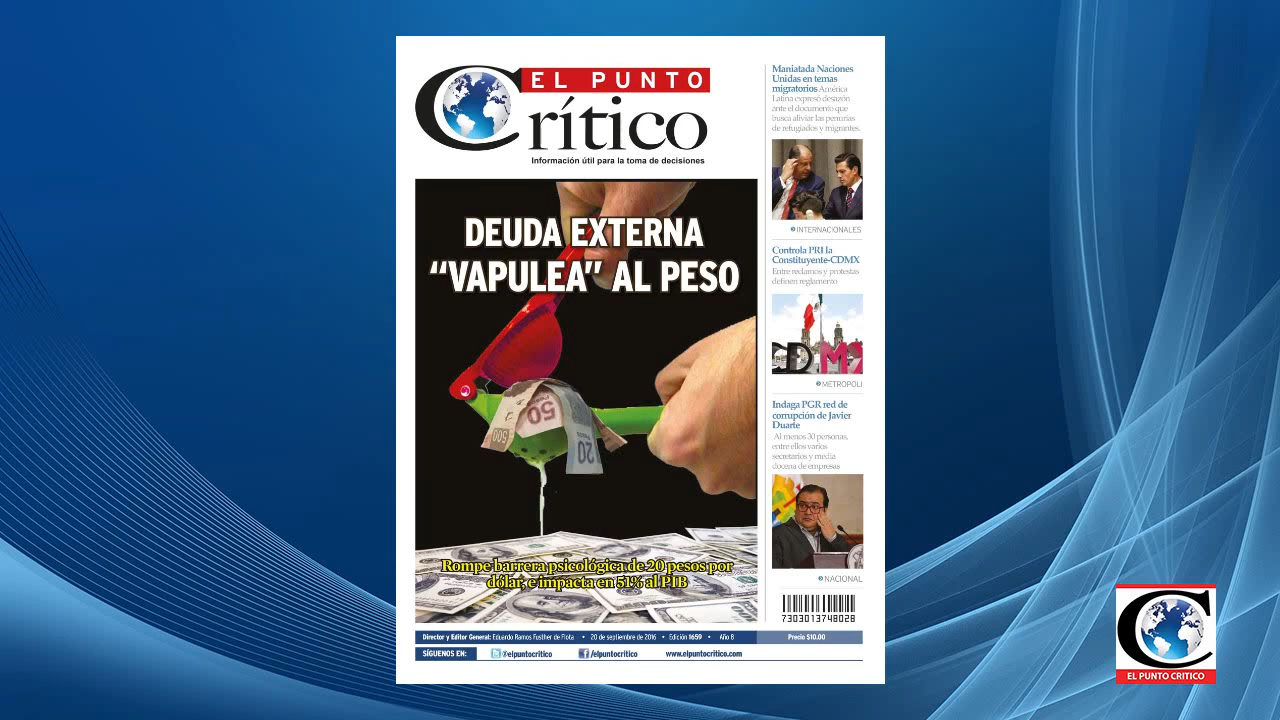 EL PUNTO
Crítico
Información útil para la toma de decisiones
DEUDA EXTERNA
“VAPULEA” AL PESO
500
50
20
Rompe barrera psicológica de 20 pesos por
dólar, e impacta en 51% al PIB
Maniatada Naciones
Unidas en temas
migratorios América
Latina expresó desazón
ante el documento que
busca aliviar las penurias
de refugiados y migrantes.
INTERNACIONALES
Controla PRI la
Constituyente-CDMX
Entre reclamos y protestas
definen reglamento
CDMX
METROPOLI
Indaga PGR red de
corrupción de Javier
Duarte
Al menos 30 personas,
entre ellos varios
secretarios y media
docena de empresas
NACIONAL
7303013748028
Director y Editor General: Eduardo Ramos Fusther de Flota • 20 de septiembre de 2016 • Edición 1659 • Año 8 Precio $10.00
SÍGUENOS EN: @elpuntocritico /elpuntocritico www.elpuntocritico.com
C
EL PUNTO CRITICO